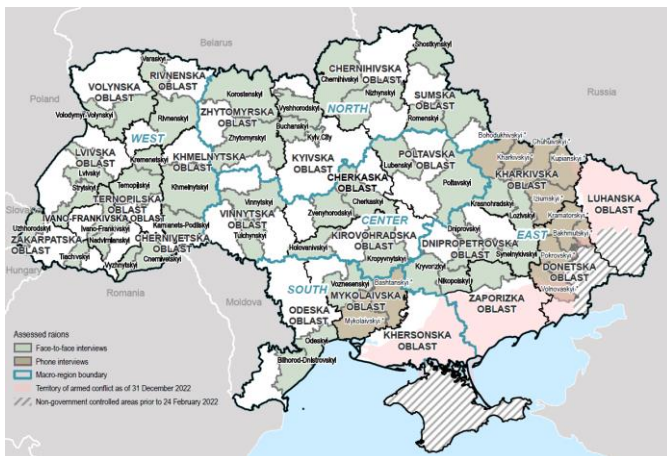 Belarus
Shostkynskyi
Varaskyi
CHERNIHIVSKA
OBLAST
RIVNENSKA
OBLAST
VOLYNSKA
OBLAST
Chernihivskyi
Korostenskyi
Nizhynskyi
SUMSKA
OBLAST
Poland
Russia
Volodymyr-Volynskyi
ZHYTOMYRSKA
OBLAST
Vyshhorodskyi
NORTH
Rivnenskyi
Buchanskyi
Romenskyi
WEST
Zhytomyrskyi
Kyiv City
Bohodukhivskyi *
Chuhuivskyi *
LVIVSKA
OBLAST
Kremenetskyi
KHMELNYTSKA
OBLAST
KYIVSKA
OBLAST
Lubenskyi
POLTAVSKA
OBLAST
Kharkivskyi *
Kupianskyi *
Lvivskyi
CHERKASKA
OBLAST
KHARKIVSKA
OBLAST
Stryiskyi
Ternopilskyi
TERNOPILSKA
OBLAST
Khmelnytskyi
Vinnytskyi
Cherkaskyi
Poltavskyi
Iziumskyi *
LUHANSKA
OBLAST
Slovakia
IVANO-FRANKIVSKA OBLAST
Zvenyhorodskyi
Krasnohradskyi
Uzhhorodskyi
Ivano-Frankivskyi
Kamianets-Podilskyi
VINNYTSKA
OBLAST
CENTER
Lozivskyi
Kramatorskyi *
ZAKARPATSKA
OBLAST
Nadvirnianskyi
CHERNIVETSKA
OBLAST
Tulchynskyi
KIROVOHRADSKA
OBLAST
Dniprovskyi
EAST
Bakhmutskyi *
Tiachivskyi
Chernivetskyi
Holovanivskyi
Kropyvnytskyi
DNIPROPETROVSKA
OBLAST
Synelnykivskyi
Pokrovskyi *
Vyzhnytskyi
Hungary
DONETSKA
OBLAST
Kryvorizkyi
Nikopolskyi
Volnovaskyi *
Romania
Moldova
SOUTH
Voznesenskyi
Bashtanskyi *
MYKOLAIVSKA
OBLAST
ZAPORIZKA
OBLAST
ODESKA
OBLAST
Mykolaivskyi *
KHERSONSKA
OBLAST
Odeskyi
Bilhorod-Dnistrovskyi
Assessed raions
Face-to-face interviews
Phone interviews
Macro-region boundary
Territory of armed conflict as of 31 December 2022
Non-government controlled areas prior to 24 February 2022